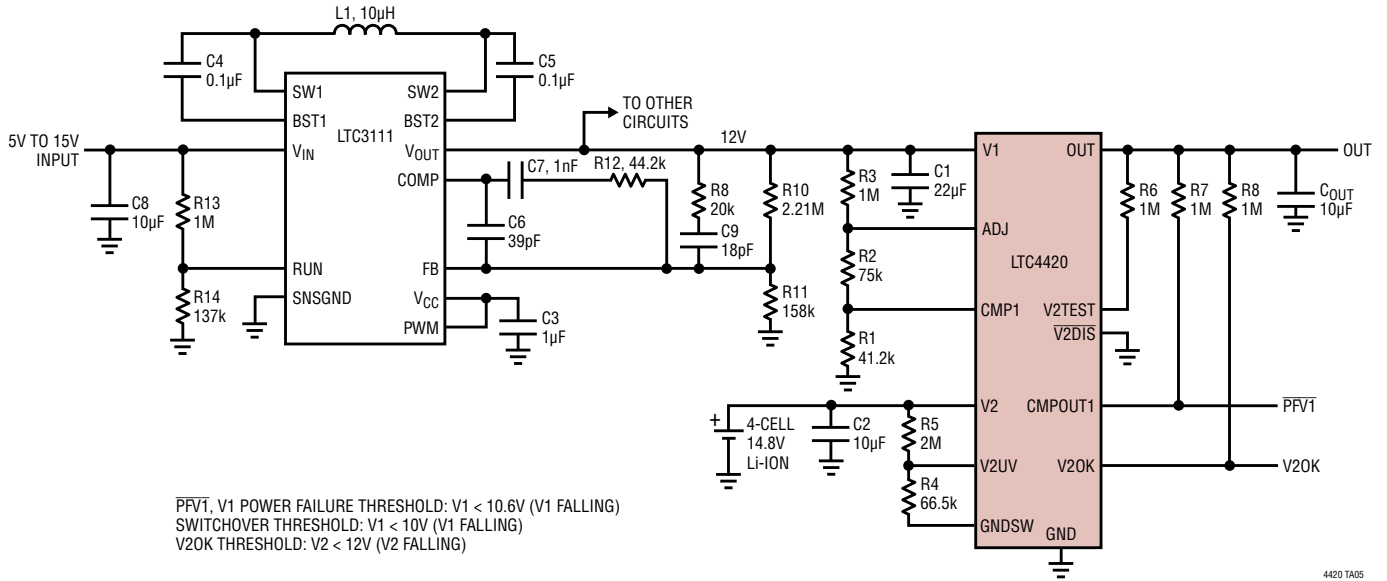 L1, 10µH
C4
0.1µF
C5
0.1µF
SW1
SW2
BST1
LTC3111
BST2
TO OTHER
CIRCUITS
5V TO 15V
INPUT
VIN
VOUT
12V
COMP
C7, 1nF
R12, 44.2k
C8
10µF
R13
1M
C6
39pF
R8
20k
C9
18pF
R10
2.21M
R3
1M
C1
22µF
V1
OUT
OUT
R6
1M
R7
1M
R8
1M
COUT
10µF
RUN
FB
ADJ
LTC4420
R2
75k
R14
137k
SNSGND
VCC
PWM
C3
1µF
R11
158k
CMP1
V2TEST
V2DIS
R1
41.2k
V2
CMPOUT1
PFV1
+
4-CELL
14.8V
Li-ION
C2
10µF
R5
2M
V2UV
V2OK
V2OK
R4
66.5k
GNDSW
GND
PFV1, V1 POWER FAILURE THRESHOLD: V1 < 10.6V (V1 FALLING)
SWITCHOVER THRESHOLD: V1 < 10V (V1 FALLING)
V2OK THRESHOLD: V2 < 12V (V2 FALLING)
4420 TA05